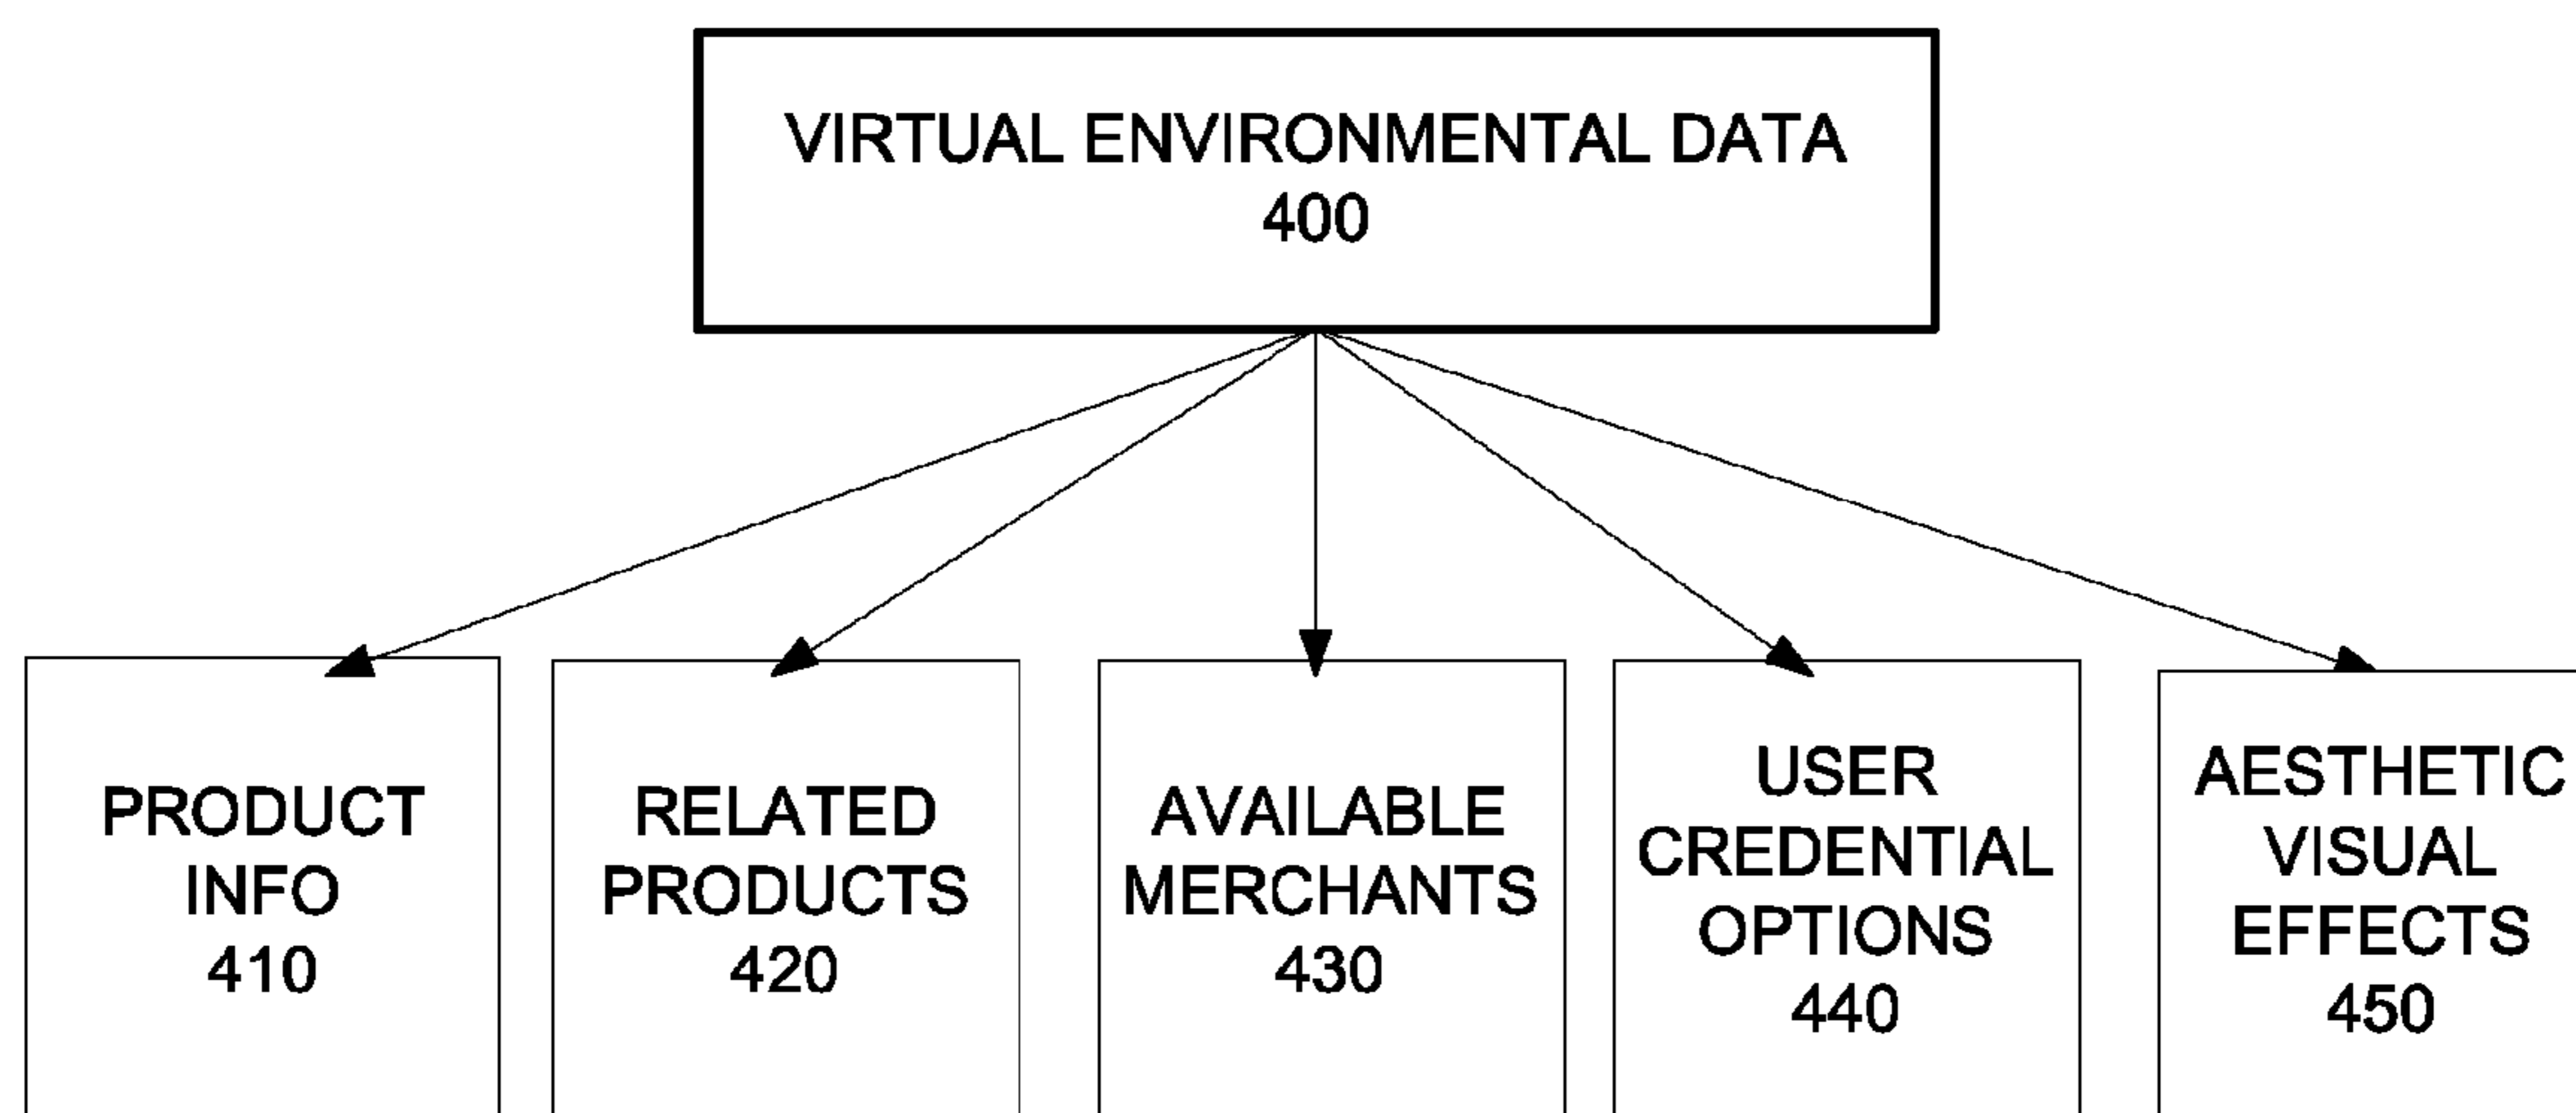 VIRTUAL ENVIRONMENTAL DATA
400
PRODUCT
INFO
410
RELATED
PRODUCTS
420
AVAILABLE
MERCHANTS
430
USER
CREDENTIAL
OPTIONS
440
AESTHETIC
VISUAL
EFFECTS
450